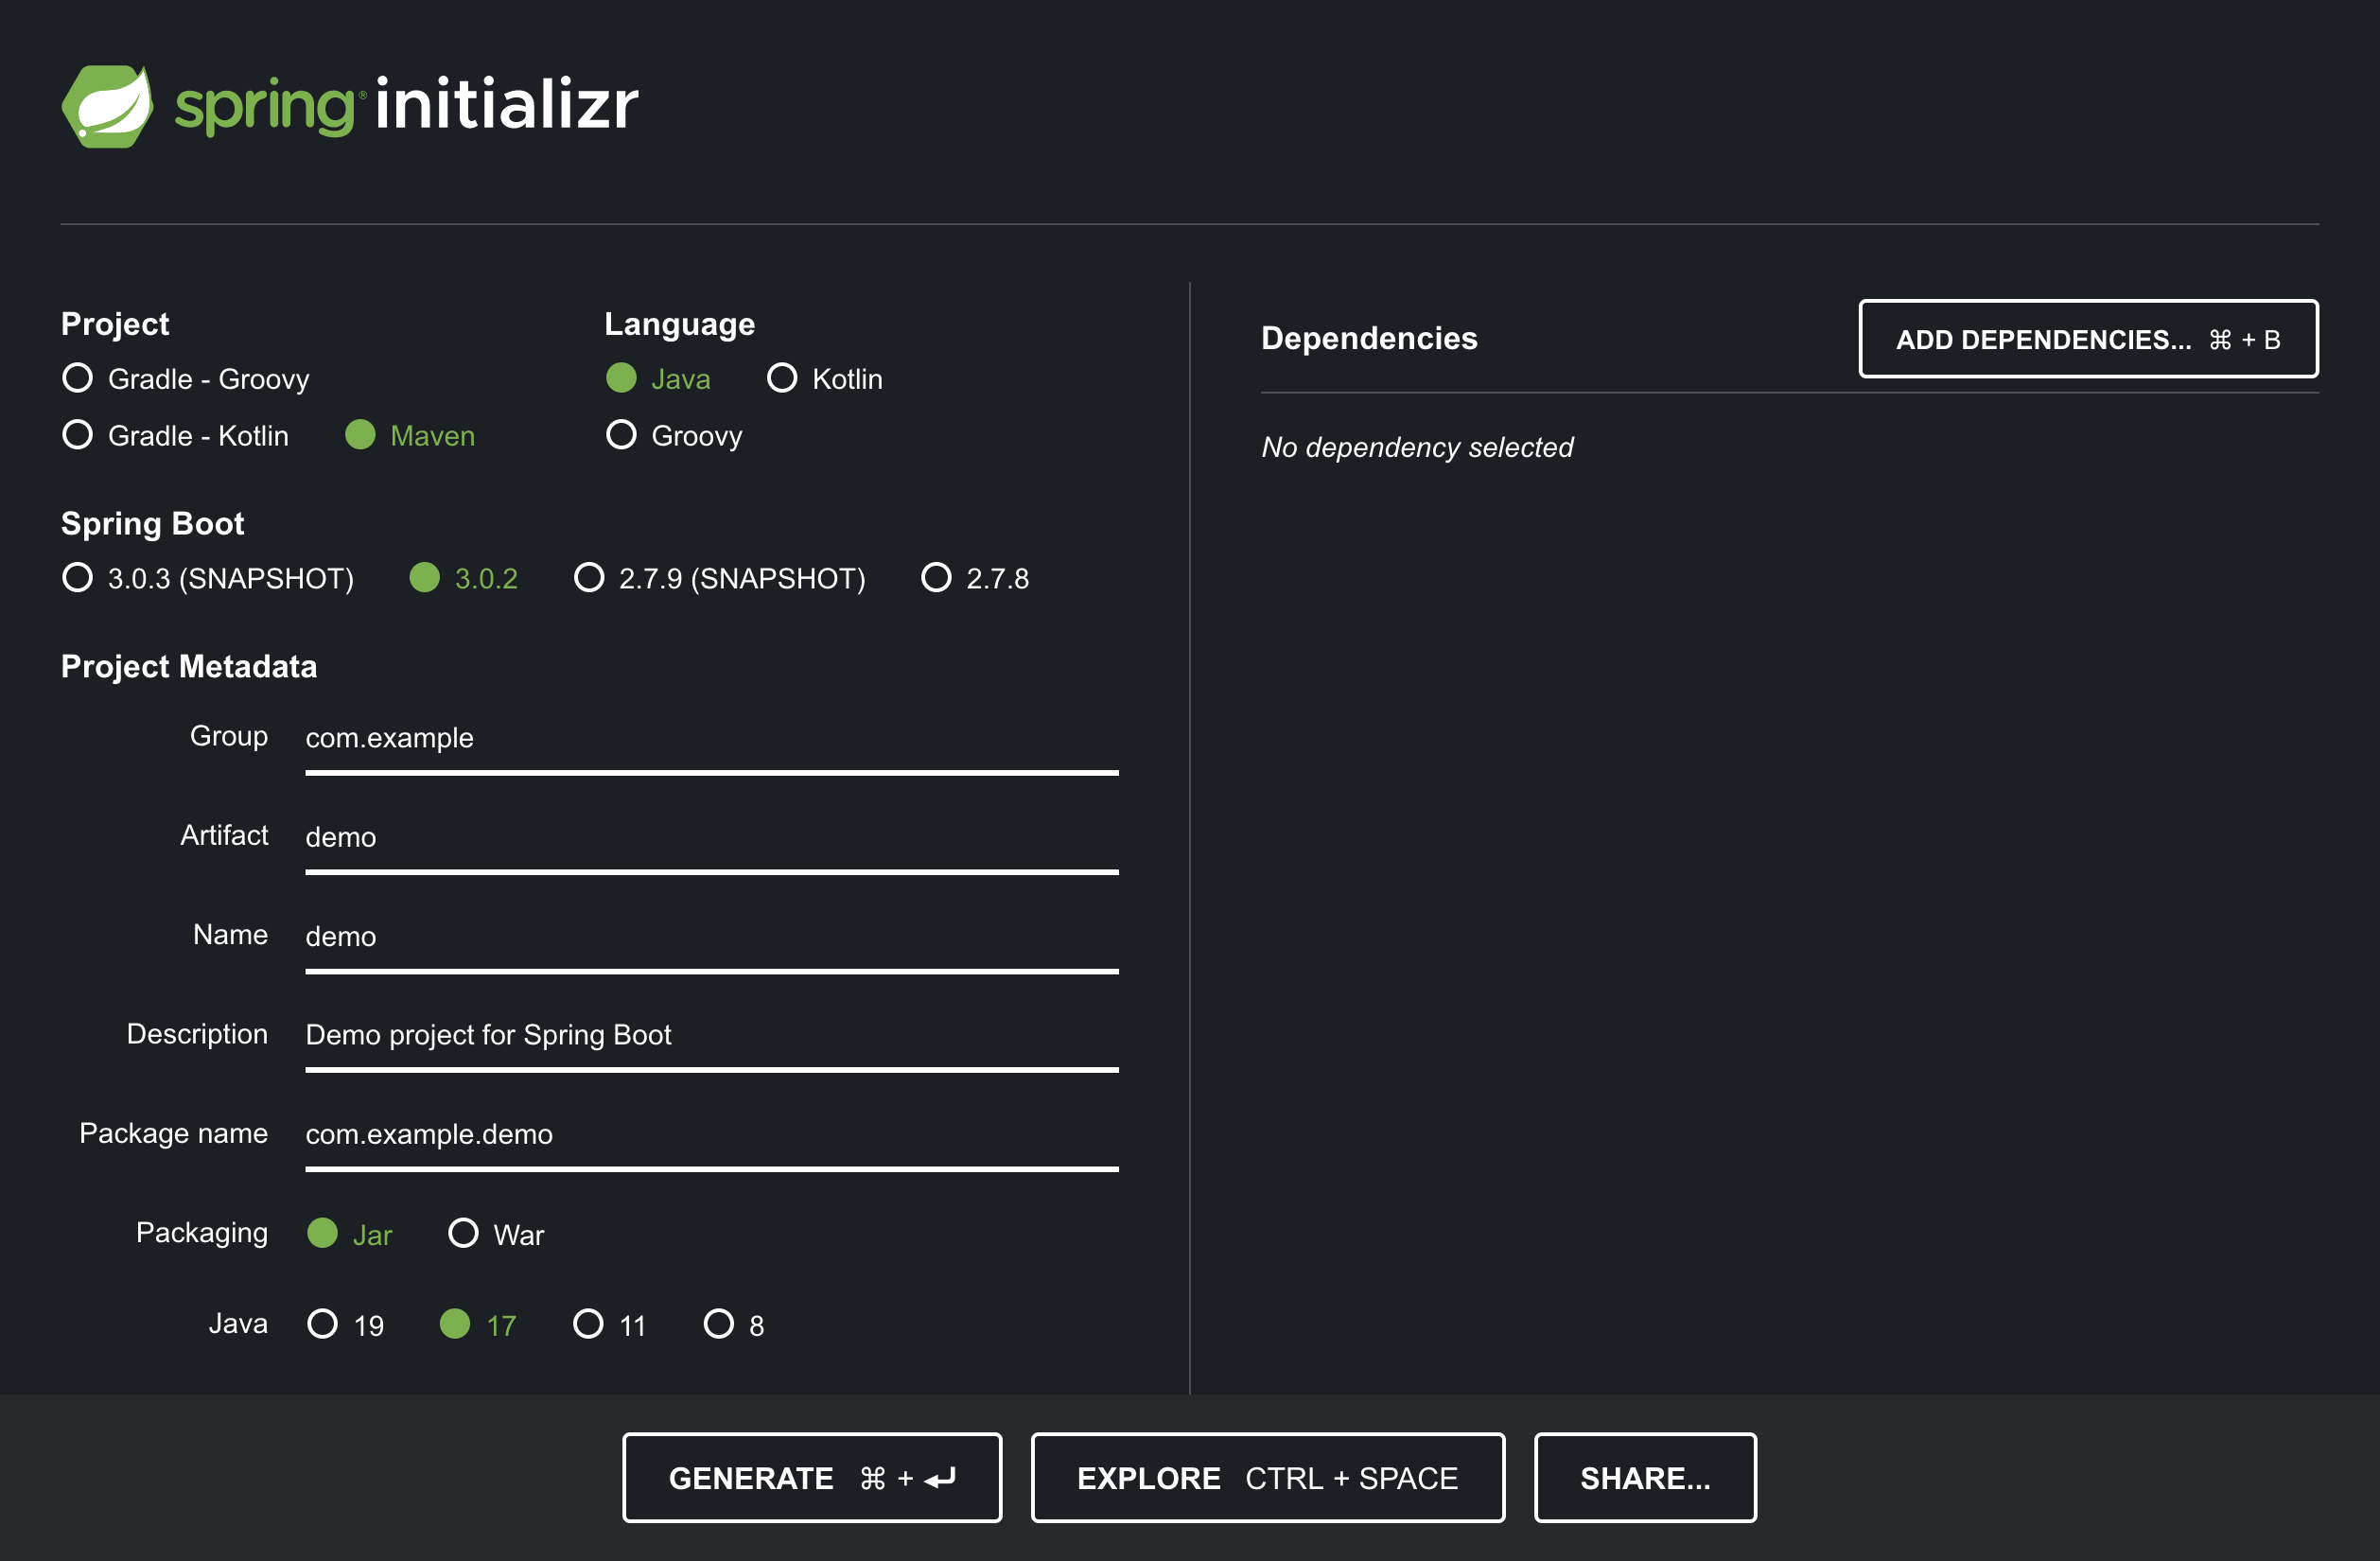 spring® initializr
Project
Gradle - Groovy
Gradle - Kotlin Maven
Language
Java Kotlin
Groovy
Spring Boot
3.0.3 (SNAPSHOT) 3.0.2 2.7.9 (SNAPSHOT) 2.7.8
Project Metadata
Group com.example
Artifact demo
Name demo
Description Demo project for Spring Boot
Package name com.example.demo
Packaging Jar War
Java 19 17 11 8
Dependencies
ADD DEPENDENCIES... ⌘ + B
No dependency selected
GENERATE ⌘ + ⏎
EXPLORE CTRL + SPACE
SHARE...